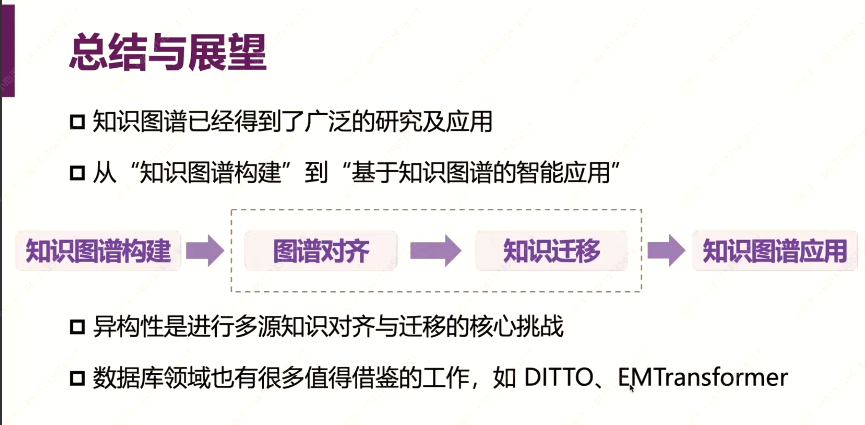 总结与展望
知识图谱已经得到了广泛的研究及应用
从“知识图谱构建”到“基于知识图谱的智能应用”
知识图谱构建
图谱对齐
知识迁移
知识图谱应用
异构性是进行多源知识对齐与迁移的核心挑战
数据库领域也有很多值得借鉴的工作，如 DITTO、EMTransformer